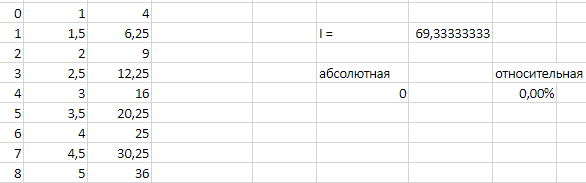 0 1 4
1 1,5 6,25 I = 69,33333333
2 2 9
3 2,5 12,25 абсолютная относительная
4 3 16 0 0,00%
5 3,5 20,25
6 4 25
7 4,5 30,25
8 5 36